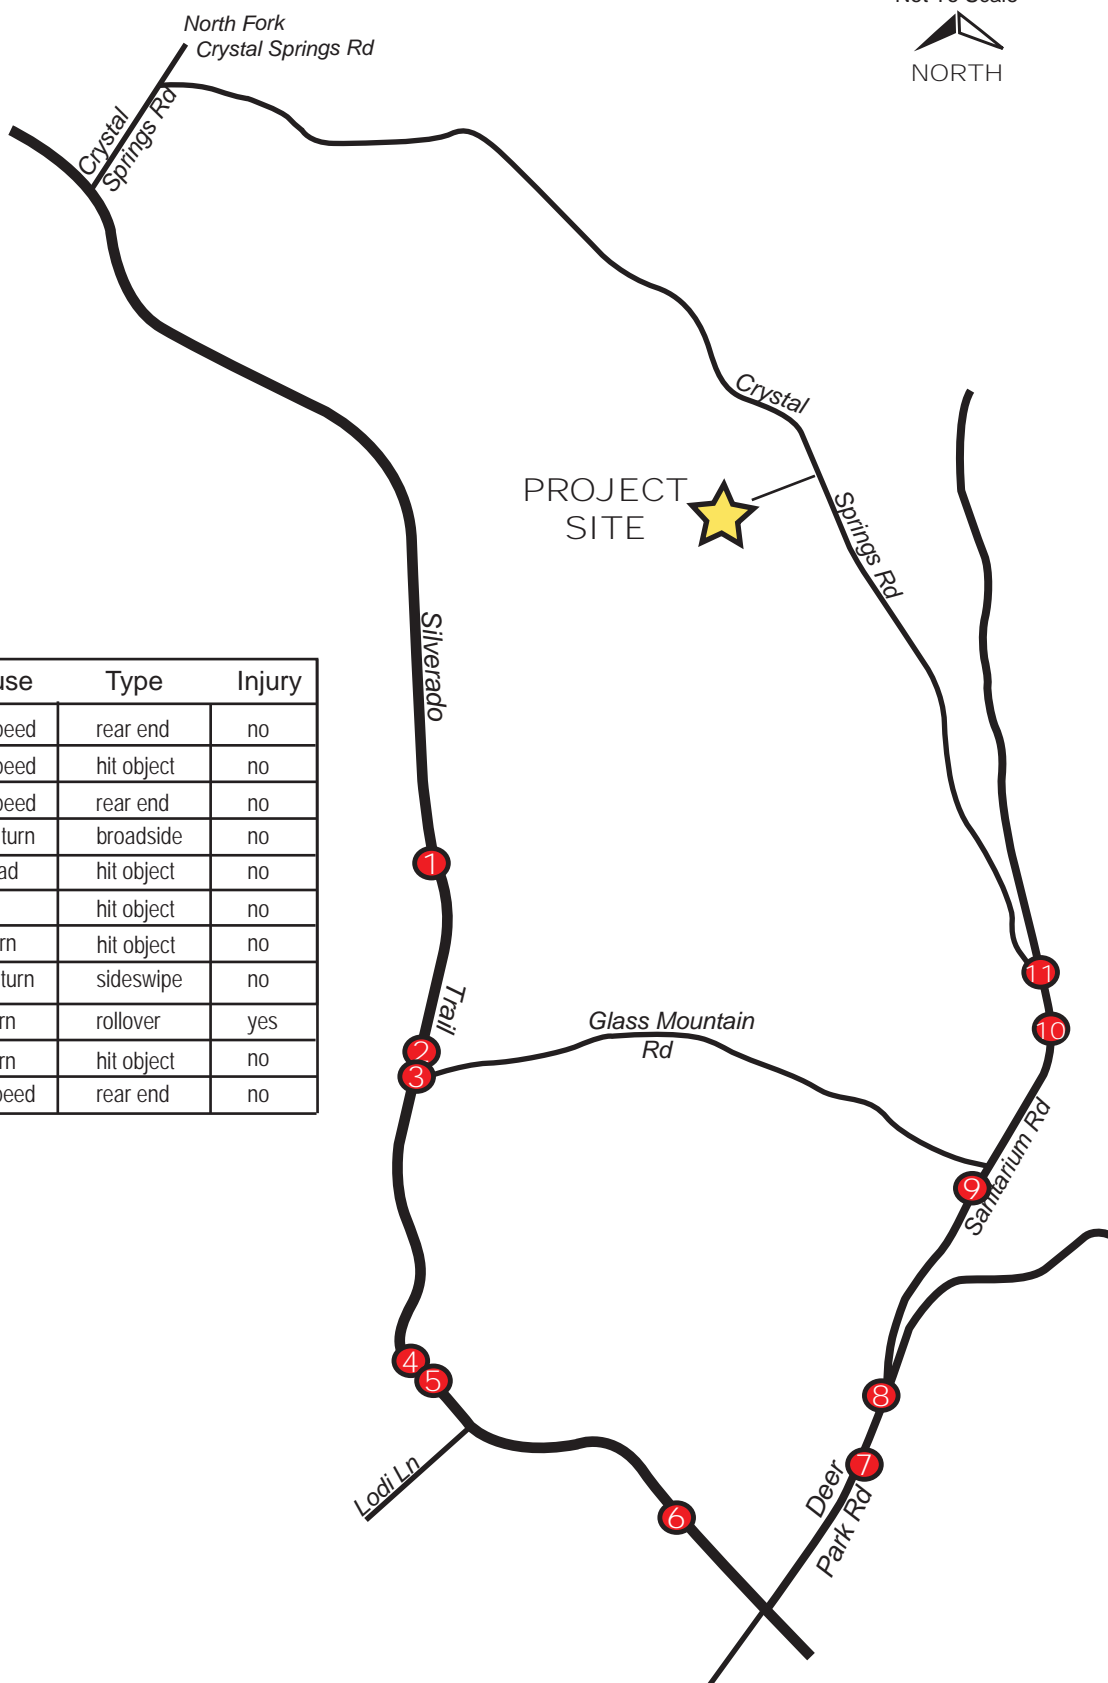 NORTH
North Fork
Crystal Springs Rd
Crystal
Springs Rd
Crystal
Springs Rd
PROJECT
SITE
Silverado
Trail
Type Injury
rear end no
hit object no
rear end no
turn broadside no
hit object no
hit object no
hit object no
turn sideswipe no
rollover yes
hit object no
rear end no
1
2
3
Glass Mountain
Rd
11
10
9
Sanitarium Rd
4
5
8
7
6
Lodi Ln
Deer
Park Rd